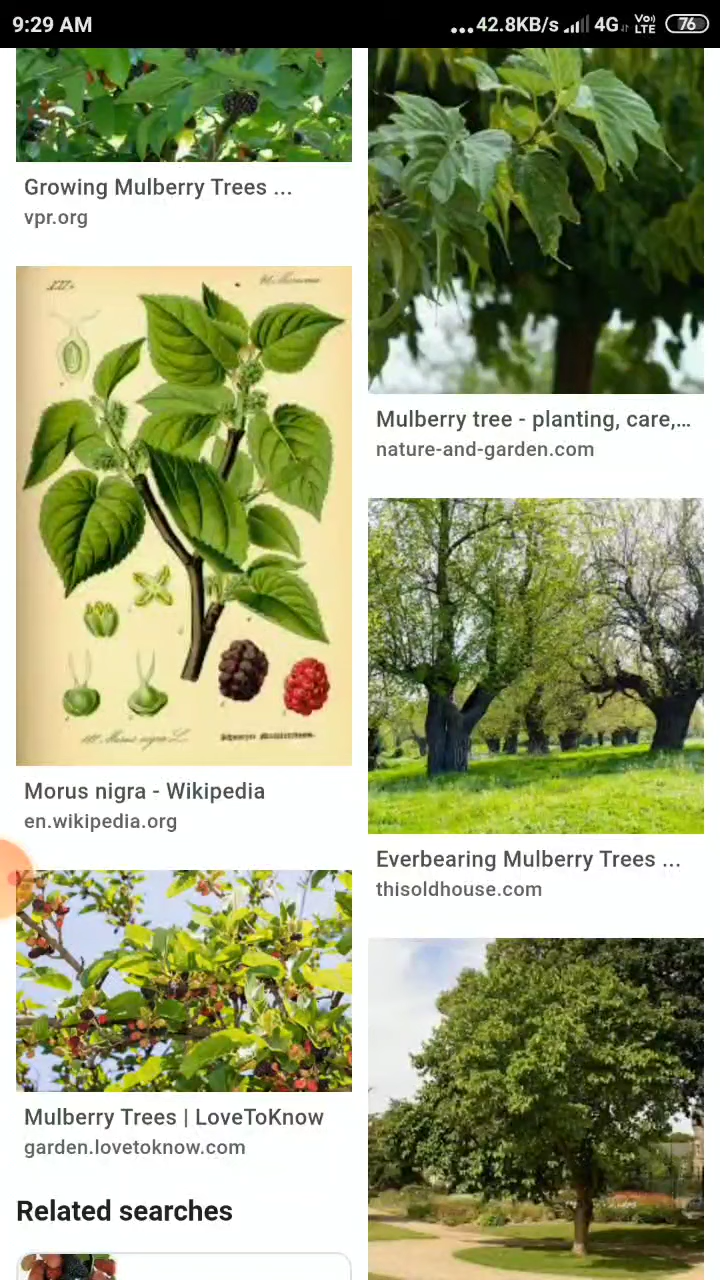 9:29 AM
...42.8KB/s 4G Vo)) LTE 76
Growing Mulberry Trees ...
vpr.org
Mulberry tree - planting, care,...
nature-and-garden.com
Morus nigra - Wikipedia
en.wikipedia.org
Everbearing Mulberry Trees ...
thisoldhouse.com
Mulberry Trees | LoveToKnow
garden.lovetoknow.com
Related searches